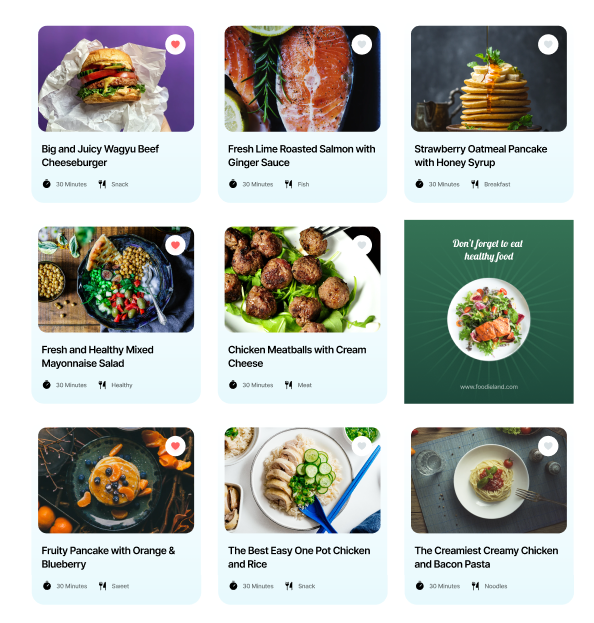 Big and Juicy Wagyu Beef
Cheeseburger
30 Minutes Snack
Fresh Lime Roasted Salmon with
Ginger Sauce
30 Minutes Fish
Strawberry Oatmeal Pancake
with Honey Syrup
30 Minutes Breakfast
Fresh and Healthy Mixed
Mayonnaise Salad
30 Minutes Healthy
Chicken Meatballs with Cream
Cheese
30 Minutes Meat
Don't forget to eat
healthy food
www.foodieland.com
Fruity Pancake with Orange &
Blueberry
30 Minutes Sweet
The Best Easy One Pot Chicken
and Rice
30 Minutes Snack
The Creamiest Creamy Chicken
and Bacon Pasta
30 Minutes Noodles